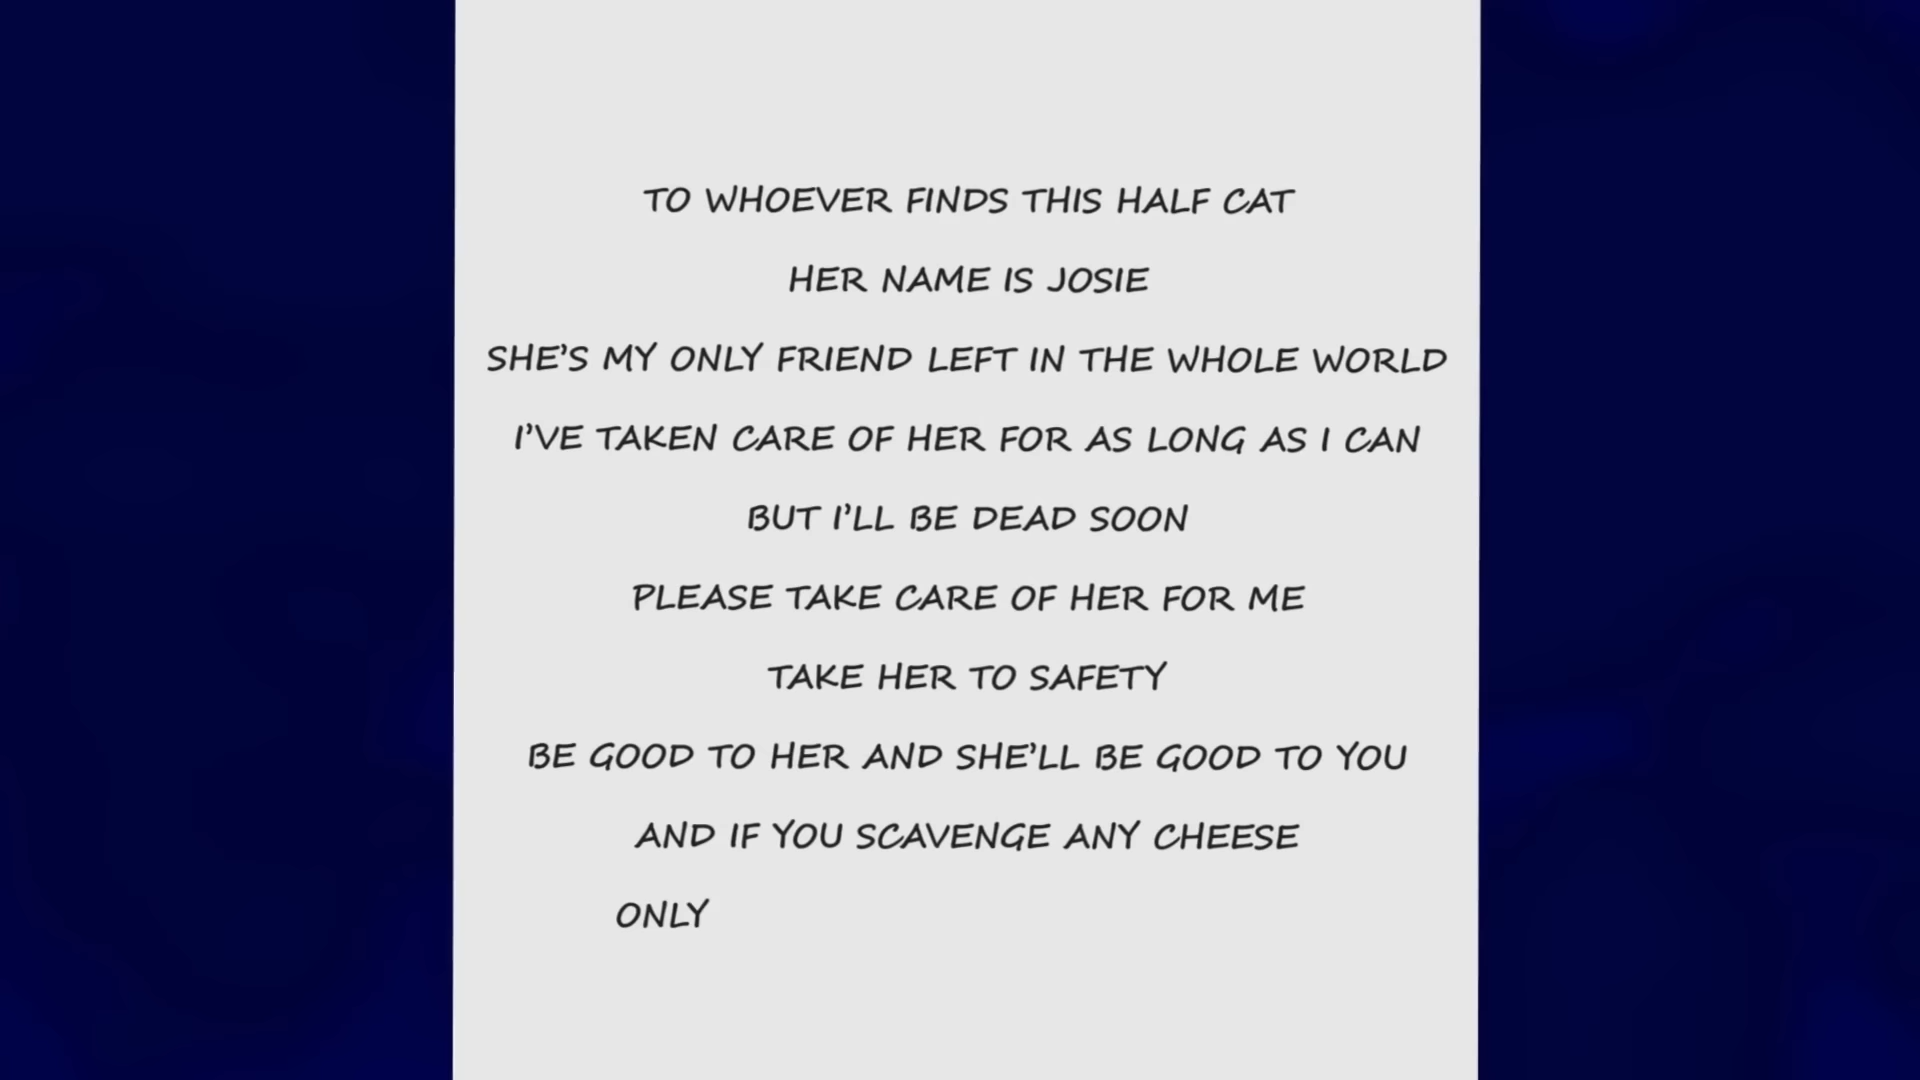 TO WHOEVER FINDS THIS HALF CAT
HER NAME IS JOSIE
SHE'S MY ONLY FRIEND LEFT IN THE WHOLE WORLD
I'VE TAKEN CARE OF HER FOR AS LONG AS I CAN
BUT I'LL BE DEAD SOON
PLEASE TAKE CARE OF HER FOR ME
TAKE HER TO SAFETY
BE GOOD TO HER AND SHE'LL BE GOOD TO YOU
AND IF YOU SCAVENGE ANY CHEESE
ONLY